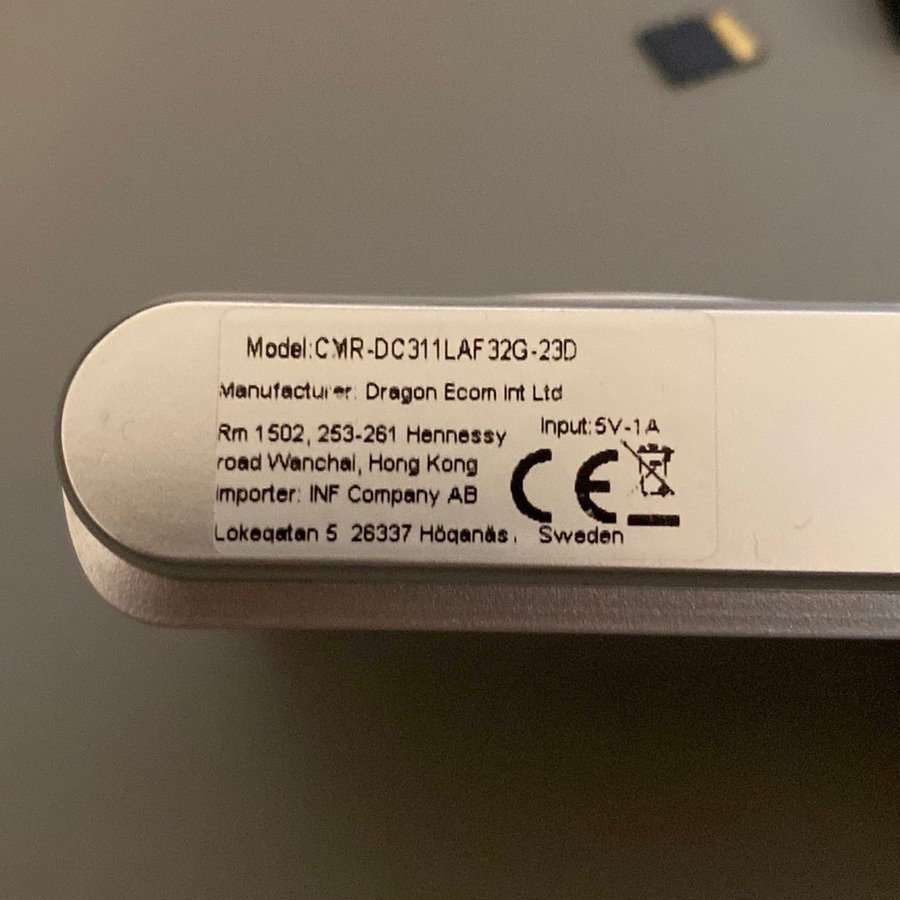 Model:CMR-DC311LAF32G-23D
Manufacturer: Dragon Ecom Int Ltd
Rm 1502, 253-261 Hennessy
road Wanchai, Hong Kong
Input:5V-1A
Importer: INF Company AB
CE
Lokegatan 5 26337 Höganäs, Sweden